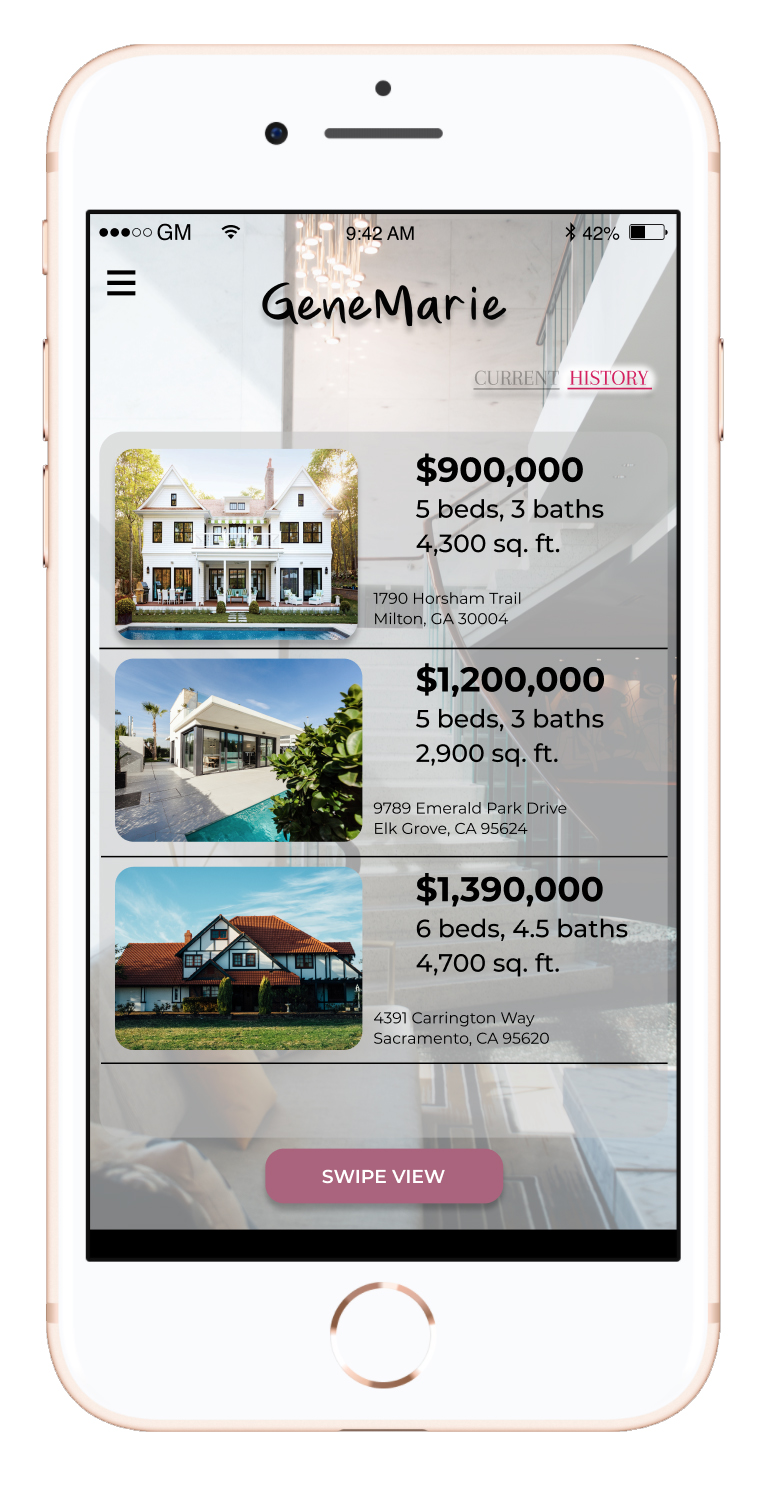 GM 9:42 AM 42%
GeneMarie
CURRENT HISTORY
$900,000
5 beds, 3 baths
4,300 sq. ft.
1790 Horsham Trail
Milton, GA 30004
$1,200,000
5 beds, 3 baths
2,900 sq. ft.
9789 Emerald Park Drive
Elk Grove, CA 95624
$1,390,000
6 beds, 4.5 baths
4,700 sq. ft.
4391 Carrington Way
Sacramento, CA 95620
SWIPE VIEW